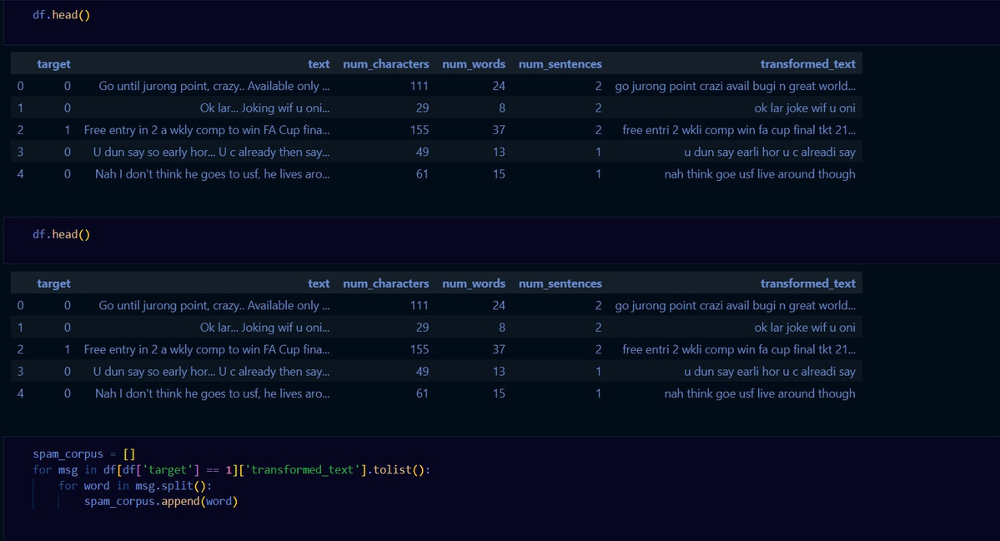 df.head()
target text num_characters num_words num_sentences transformed_text
0 0 Go until jurong point, crazy.. Available only ... 111 24 2 go jurong point crazi avail bugi n great world...
1 0 Ok lar... Joking wif u oni... 29 8 2 ok lar joke wif u oni
2 1 Free entry in 2 a wkly comp to win FA Cup fina... 155 37 2 free entri 2 wkli comp win fa cup final tkt 21...
3 0 U dun say so early hor... U c already then say... 49 13 1 u dun say earli hor u c alreadi say
4 0 Nah I don't think he goes to usf, he lives aro... 61 15 1 nah think goe usf live around though
df.head()
target text num_characters num_words num_sentences transformed_text
0 0 Go until jurong point, crazy.. Available only ... 111 24 2 go jurong point crazi avail bugi n great world...
1 0 Ok lar... Joking wif u oni... 29 8 2 ok lar joke wif u oni
2 1 Free entry in 2 a wkly comp to win FA Cup fina... 155 37 2 free entri 2 wkli comp win fa cup final tkt 21...
3 0 U dun say so early hor... U c already then say... 49 13 1 u dun say earli hor u c alreadi say
4 0 Nah I don't think he goes to usf, he lives aro... 61 15 1 nah think goe usf live around though
spam_corpus = []
for msg in df[df['target'] == 1]['transformed_text'].tolist():
    for word in msg.split():
        spam_corpus.append(word)